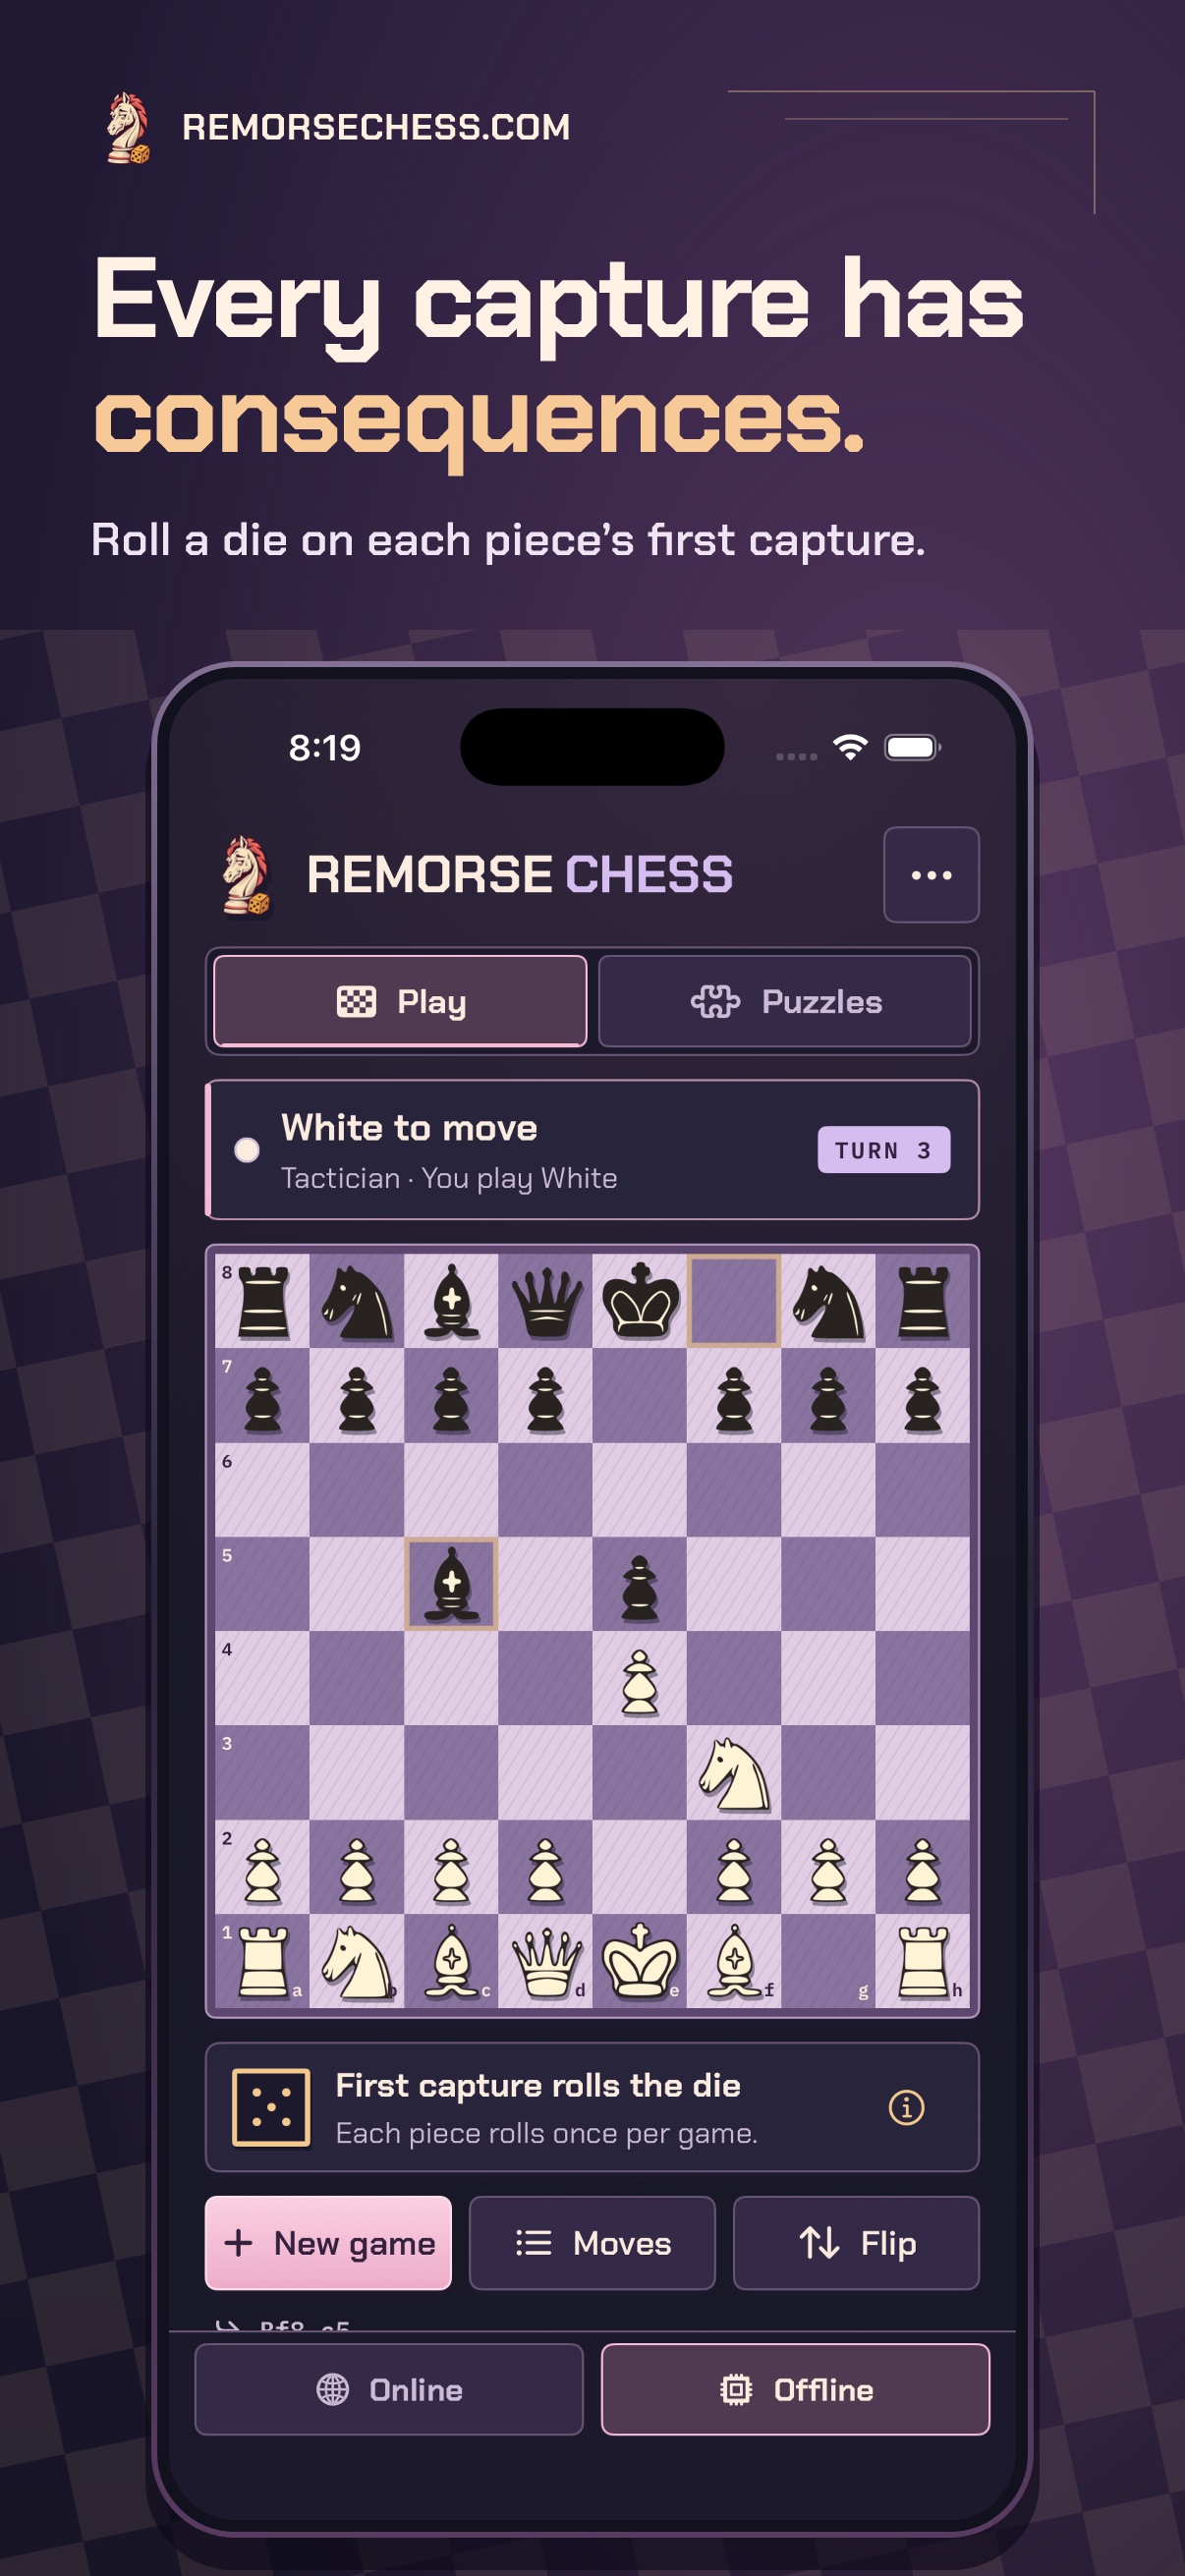 REMORSECHESS.COM
Every capture has
consequences.
Roll a die on each piece’s first capture.
8:19
REMORSE CHESS
Play
Puzzles
White to move
Tactician · You play White
TURN 3
8
7
6
5
4
3
2
1
a
b
c
d
e
f
g
h
First capture rolls the die
Each piece rolls once per game.
New game
Moves
Flip
Online
Offline